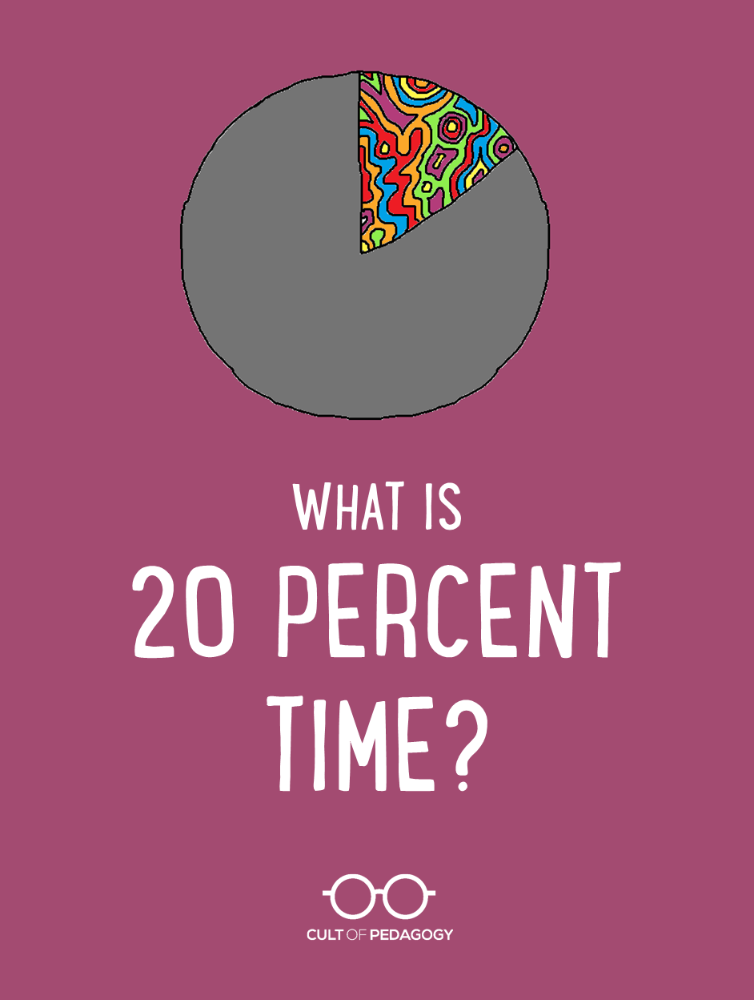 WHAT IS
20 PERCENT
TIME?
CULT OF PEDAGOGY